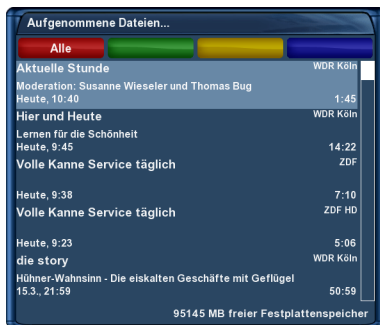 Aufgenommene Dateien...
Alle
Aktuelle Stunde WDR Köln
Moderation: Susanne Wieseler und Thomas Bug
Heute, 10:40 1:45
Hier und Heute WDR Köln
Lernen für die Schönheit
Heute, 9:45 14:22
Volle Kanne Service täglich ZDF
Heute, 9:38 7:10
Volle Kanne Service täglich ZDF HD
Heute, 9:23 5:06
die story WDR Köln
Hühner-Wahnsinn - Die eiskalten Geschäfte mit Geflügel
15.3., 21:59 50:59
95145 MB freier Festplattenspeicher